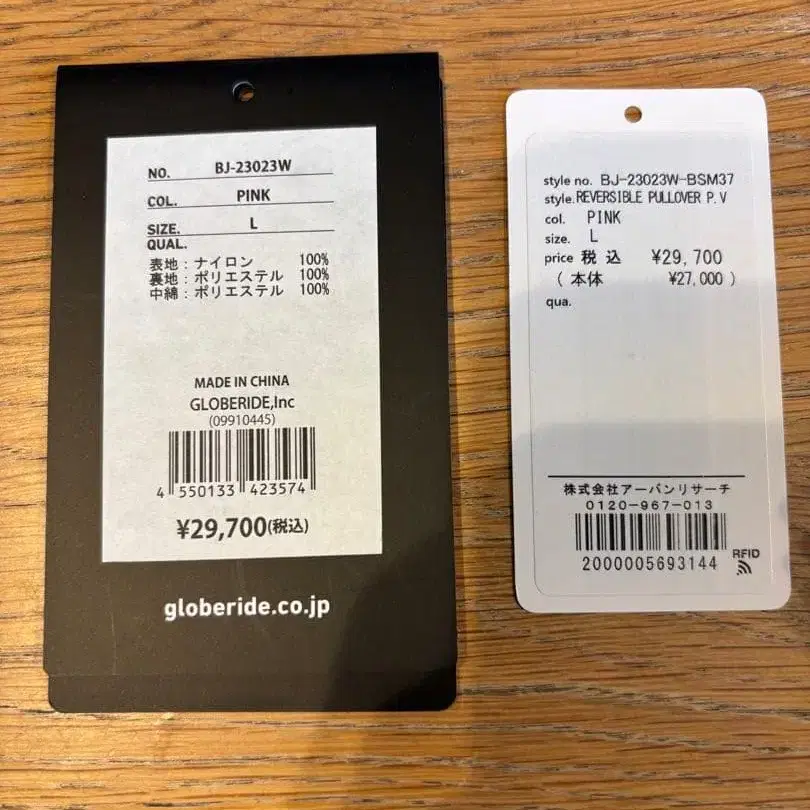 NO. BJ-23023W
COL. PINK
SIZE. L
QUAL.
表地：ナイロン 100%
裏地：ポリエステル 100%
中綿：ポリエステル 100%
MADE IN CHINA
GLOBERIDE,Inc
(09910445)
4 550133 423574
¥29,700(税込)
globeride.co.jp
style no. BJ-23023W-BSM37
style. REVERSIBLE PULLOVER P.V
col. PINK
size. L
price 税込 ¥29,700
( 本体 ¥27,000 )
qua.
株式会社アーバンリサーチ
0120-967-013
RFID
2000005693144